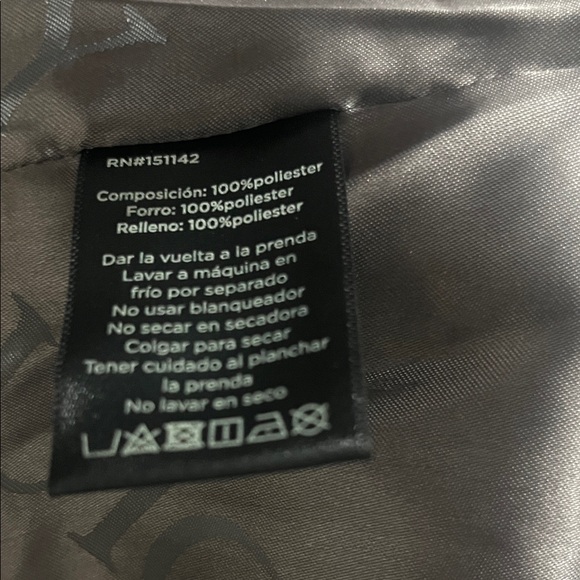 RN#151142
Composición: 100%poliester
Forro: 100%poliester
Relleno: 100%poliester
Dar la vuelta a la prenda
Lavar a máquina en
frío por separado
No usar blanqueador
No secar en secadora
Colgar para secar
Tener cuidado al planchar
la prenda
No lavar en seco